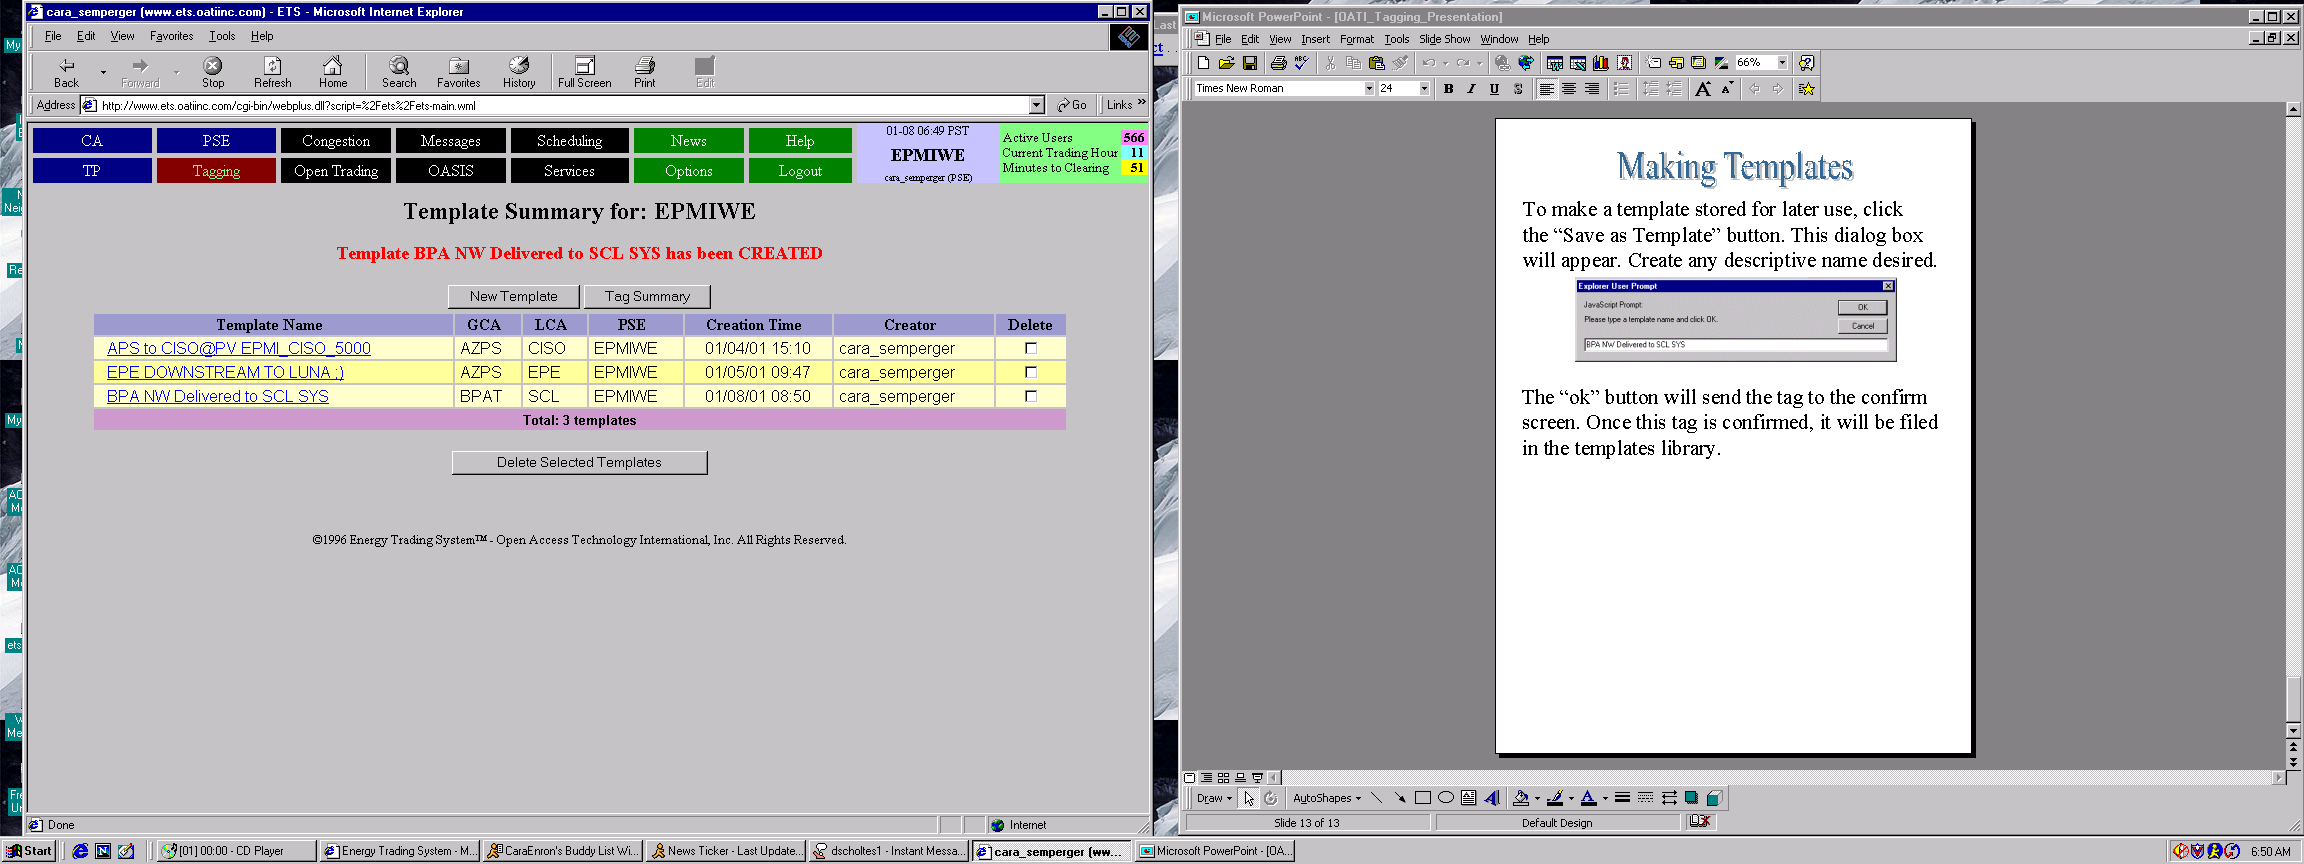 cara_semperger (www.ets.oatiinc.com) - ETS - Microsoft Internet Explorer
File Edit View Favorites Tools Help
Back Forward Stop Refresh Home Search Favorites History Full Screen Print Edit
Address http://www.ets.oatiinc.com/cgi-bin/webplus.dll?script=%2Fets%2Fets-main.wml Go Links »
CA PSE Congestion Messages Scheduling News Help
TP Tagging Open Trading OASIS Services Options Logout
01-08 06:49 PST
EPMIWE
cara_semperger (PSE)
Active Users 566
Current Trading Hour 11
Minutes to Clearing 51
Template Summary for: EPMIWE
Template BPA NW Delivered to SCL SYS has been CREATED
New Template Tag Summary
Template Name GCA LCA PSE Creation Time Creator Delete
APS to CISO@PV EPMI_CISO_5000 AZPS CISO EPMIWE 01/04/01 15:10 cara_semperger
EPE DOWNSTREAM TO LUNA ;) AZPS EPE EPMIWE 01/05/01 09:47 cara_semperger
BPA NW Delivered to SCL SYS BPAT SCL EPMIWE 01/08/01 08:50 cara_semperger
Total: 3 templates
Delete Selected Templates
©1996 Energy Trading System™ - Open Access Technology International, Inc. All Rights Reserved.
Done Internet
Microsoft PowerPoint - [OATI_Tagging_Presentation]
File Edit View Insert Format Tools Slide Show Window Help
66%
Times New Roman 24 B I U S A A
Making Templates
To make a template stored for later use, click
the “Save as Template” button. This dialog box
will appear. Create any descriptive name desired.
Explorer User Prompt
JavaScript Prompt:
Please type a template name and click OK.
OK
Cancel
BPA NW Delivered to SCL SYS
The “ok” button will send the tag to the confirm
screen. Once this tag is confirmed, it will be filed
in the templates library.
Draw AutoShapes
Slide 13 of 13 Default Design
Start [01] 00:00 - CD Player Energy Trading System - M... CaraEnron's Buddy List Wi... News Ticker - Last Update... dscholtes1 - Instant Messa... cara_semperger (ww... Microsoft PowerPoint - [OA... 6:50 AM